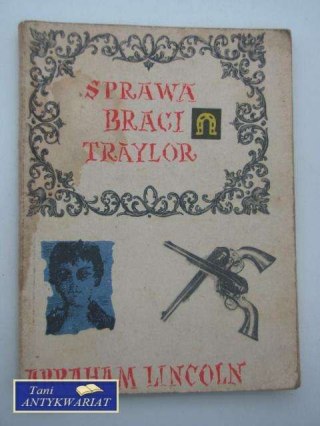 SPRAWA
BRACI
TRAYLOR
ABRAHAM LINCOLN
Tani
ANTYKWARIAT